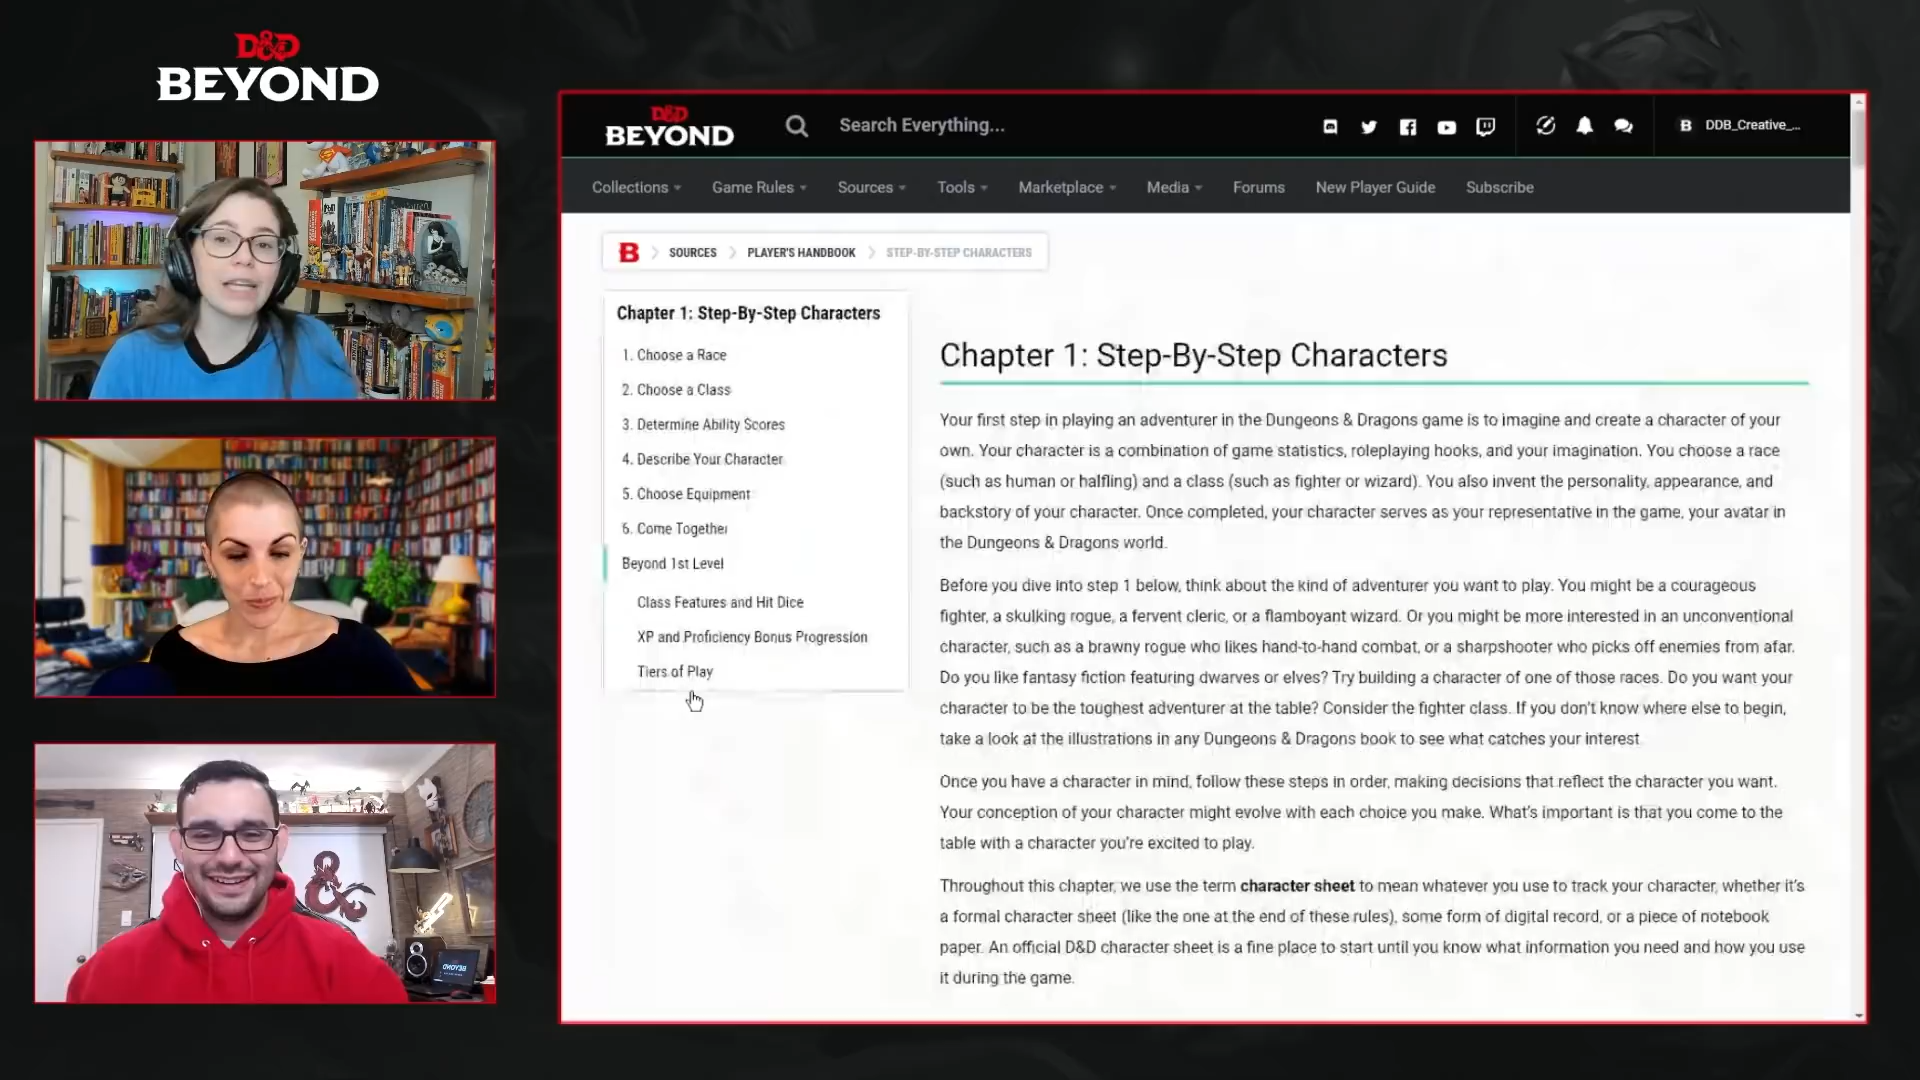 D&D
BEYOND
D&D
BEYOND
Search Everything...
DDB_Creative_...
Collections
Game Rules
Sources
Tools
Marketplace
Media
Forums
New Player Guide
Subscribe
SOURCES
PLAYER'S HANDBOOK
STEP-BY-STEP CHARACTERS
Chapter 1: Step-By-Step Characters
1. Choose a Race
2. Choose a Class
3. Determine Ability Scores
4. Describe Your Character
5. Choose Equipment
6. Come Together
Beyond 1st Level
Class Features and Hit Dice
XP and Proficiency Bonus Progression
Tiers of Play
Chapter 1: Step-By-Step Characters
Your first step in playing an adventurer in the Dungeons & Dragons game is to imagine and create a character of your
own. Your character is a combination of game statistics, roleplaying hooks, and your imagination. You choose a race
(such as human or halfling) and a class (such as fighter or wizard). You also invent the personality, appearance, and
backstory of your character. Once completed, your character serves as your representative in the game, your avatar in
the Dungeons & Dragons world.
Before you dive into step 1 below, think about the kind of adventurer you want to play. You might be a courageous
fighter, a skulking rogue, a fervent cleric, or a flamboyant wizard. Or you might be more interested in an unconventional
character, such as a brawny rogue who likes hand-to-hand combat, or a sharpshooter who picks off enemies from afar.
Do you like fantasy fiction featuring dwarves or elves? Try building a character of one of those races. Do you want your
character to be the toughest adventurer at the table? Consider the fighter class. If you don't know where else to begin,
take a look at the illustrations in any Dungeons & Dragons book to see what catches your interest.
Once you have a character in mind, follow these steps in order, making decisions that reflect the character you want.
Your conception of your character might evolve with each choice you make. What's important is that you come to the
table with a character you're excited to play.
Throughout this chapter, we use the term character sheet to mean whatever you use to track your character, whether it's
a formal character sheet (like the one at the end of these rules), some form of digital record, or a piece of notebook
paper. An official D&D character sheet is a fine place to start until you know what information you need and how you use
it during the game.